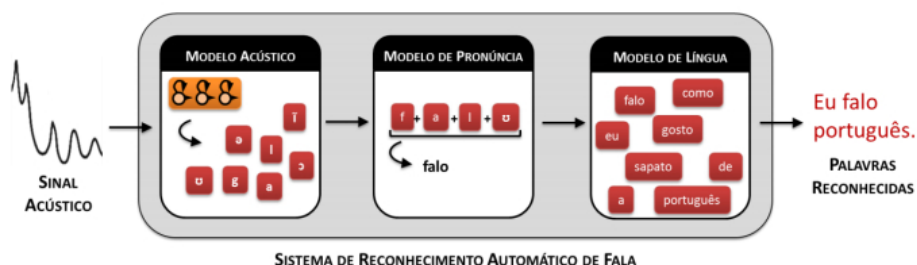 MODELO ACÚSTICO
ĩ
ə
l
ɔ
ʊ
g
a
MODELO DE PRONÚNCIA
f + a + l + ʊ
falo
MODELO DE LÍNGUA
falo
como
eu
gosto
sapato
de
a
português
SINAL
ACÚSTICO
Eu falo
português.
PALAVRAS
RECONHECIDAS
SISTEMA DE RECONHECIMENTO AUTOMÁTICO DE FALA